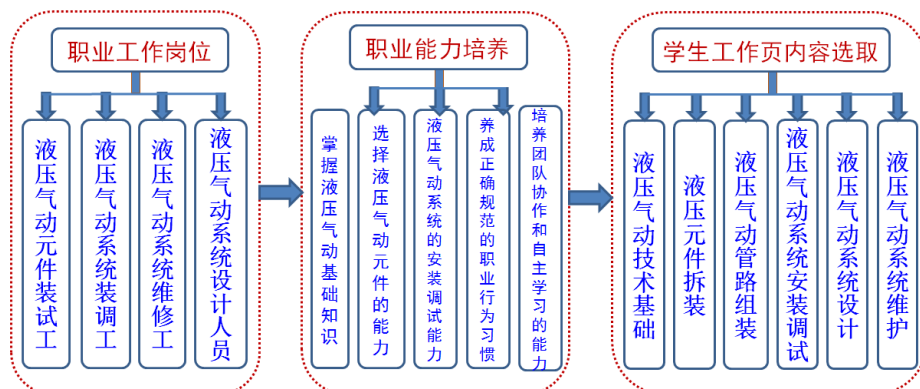 职业工作岗位
液压气动元件装试工
液压气动系统装调工
液压气动系统维修工
液压气动系统设计人员
职业能力培养
掌握液压气动基础知识
选择液压气动元件的能力
液压气动系统的安装调试能力
养成正确规范的职业行为习惯
培养团队协作和自主学习的能力
学生工作页内容选取
液压气动技术基础
液压元件拆装
液压气动管路组装
液压气动系统安装调试
液压气动系统设计
液压气动系统维护